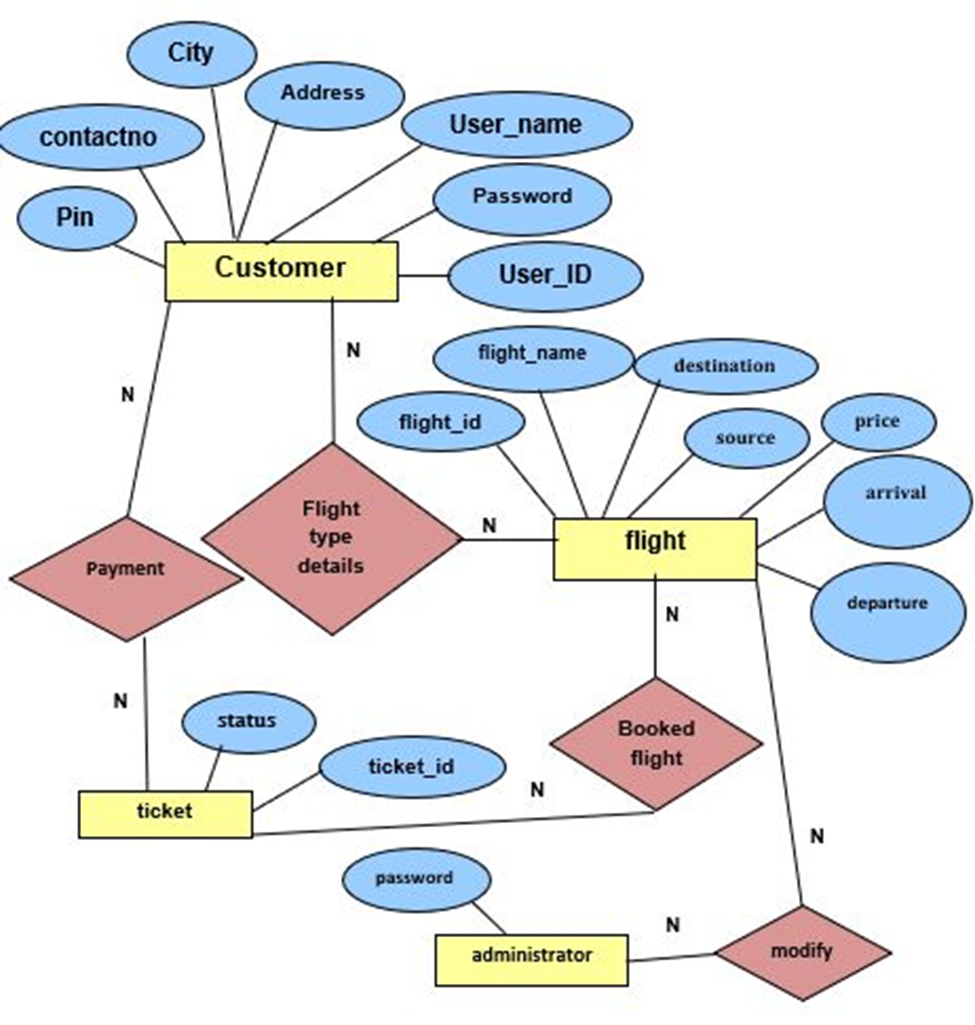 City
Address
contactno
User_name
Pin
Password
Customer
User_ID
N
N
flight_name
destination
flight_id
source
price
arrival
Flight
type
details
N
flight
Payment
departure
N
N
status
Booked
flight
ticket_id
N
ticket
N
password
N
administrator
modify